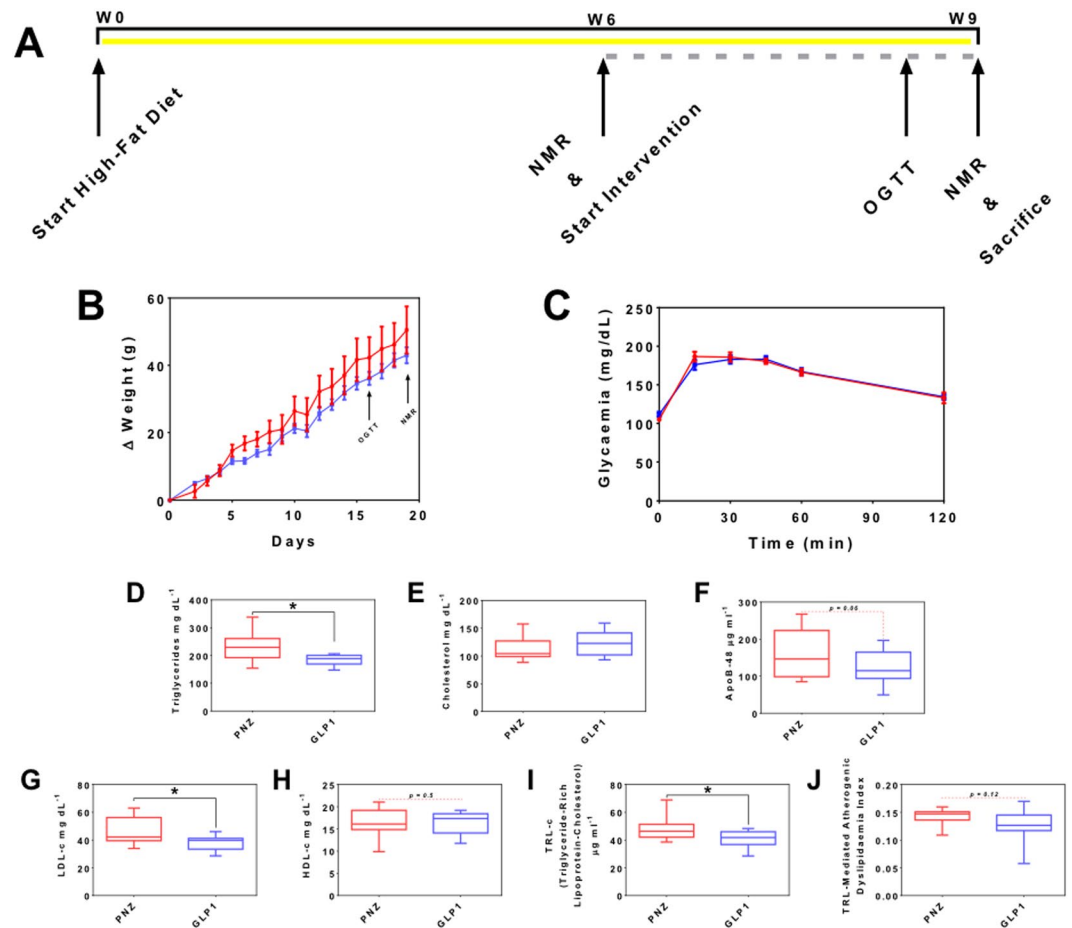 A
W 0
W 6
W 9
Start High-Fat Diet
NMR
&
Start Intervention
OGTT
NMR
&
Sacrifice
B
Δ Weight (g)
60
40
20
0
0
5
10
15
20
Days
OGTT
NMR
C
Glycaemia (mg/dL)
250
200
150
100
50
0
0
30
60
90
120
Time (min)
D
Triglycerides mg dL-1
400
300
200
100
0
*
PNZ
GLP1
E
Cholesterol mg dL-1
200
150
100
50
0
PNZ
GLP1
F
ApoB-48 µg ml-1
300
200
100
0
p = 0.06
PNZ
GLP1
G
LDL-c mg dL-1
80
60
40
20
0
*
PNZ
GLP1
H
HDL-c mg dL-1
25
20
15
10
5
0
p = 0.5
PNZ
GLP1
I
TRL-c
(Triglyceride-Rich
Lipoprotein-Cholesterol)
µg ml-1
80
60
40
20
0
*
PNZ
GLP1
J
TRL-Mediated Atherogenic
Dyslipidaemia Index
0.20
0.15
0.10
0.05
0.00
p = 0.12
PNZ
GLP1